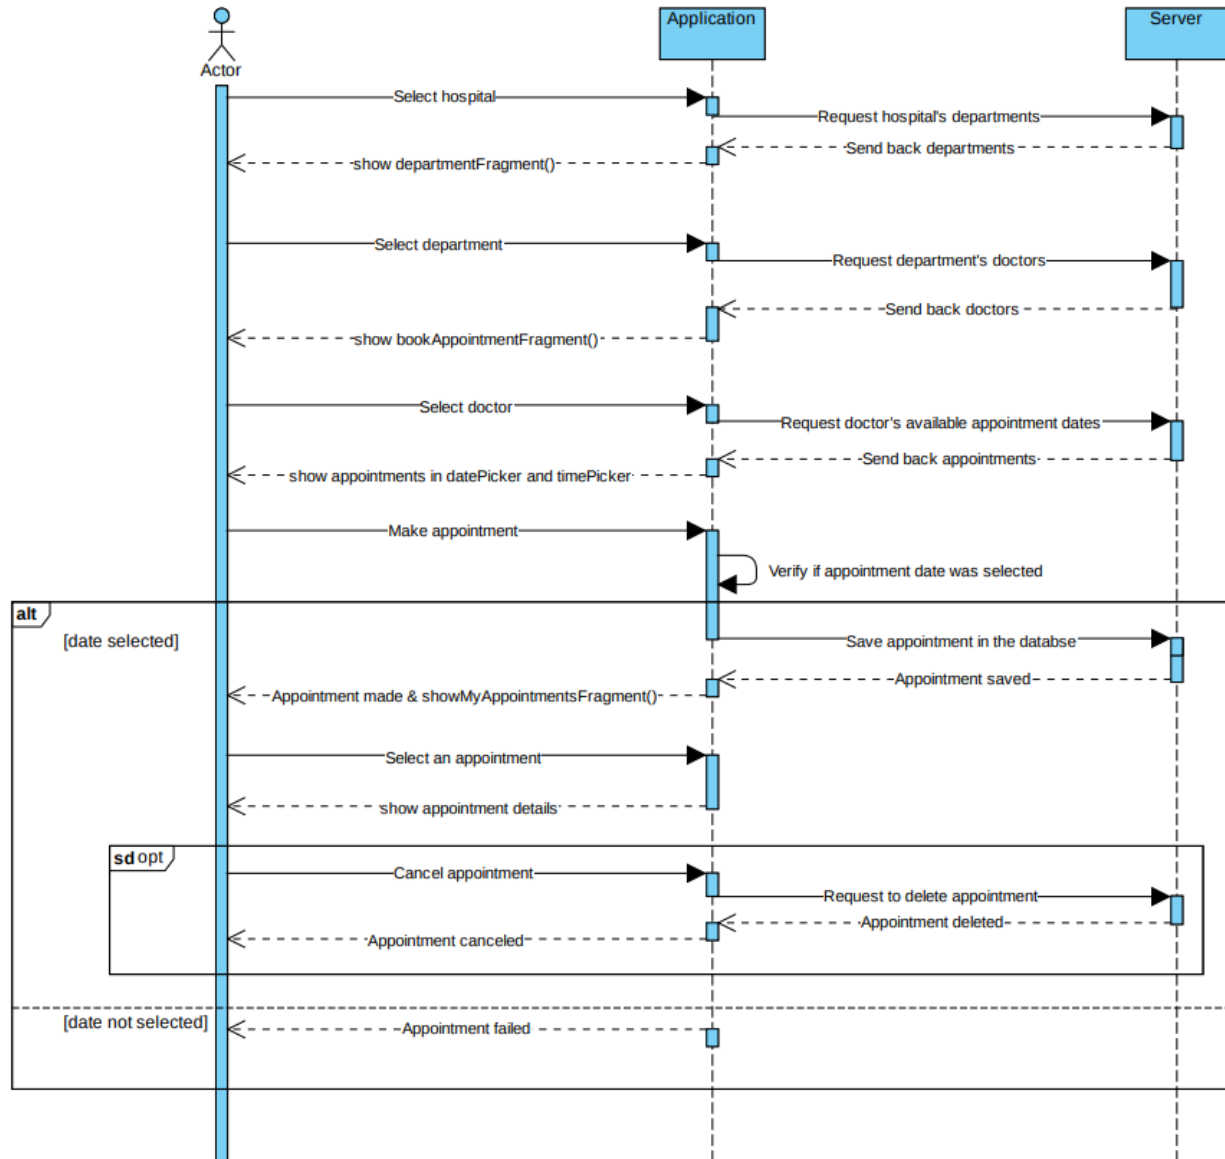 Actor
Application
Server
Select hospital
Request hospital's departments
Send back departments
show departmentFragment()
Select department
Request department's doctors
Send back doctors
show bookAppointmentFragment()
Select doctor
Request doctor's available appointment dates
Send back appointments
show appointments in datePicker and timePicker
Make appointment
Verify if appointment date was selected
alt
[date selected]
Save appointment in the databse
Appointment saved
Appointment made & showMyAppointmentsFragment()
Select an appointment
show appointment details
sd opt
Cancel appointment
Request to delete appointment
Appointment deleted
Appointment canceled
[date not selected]
Appointment failed